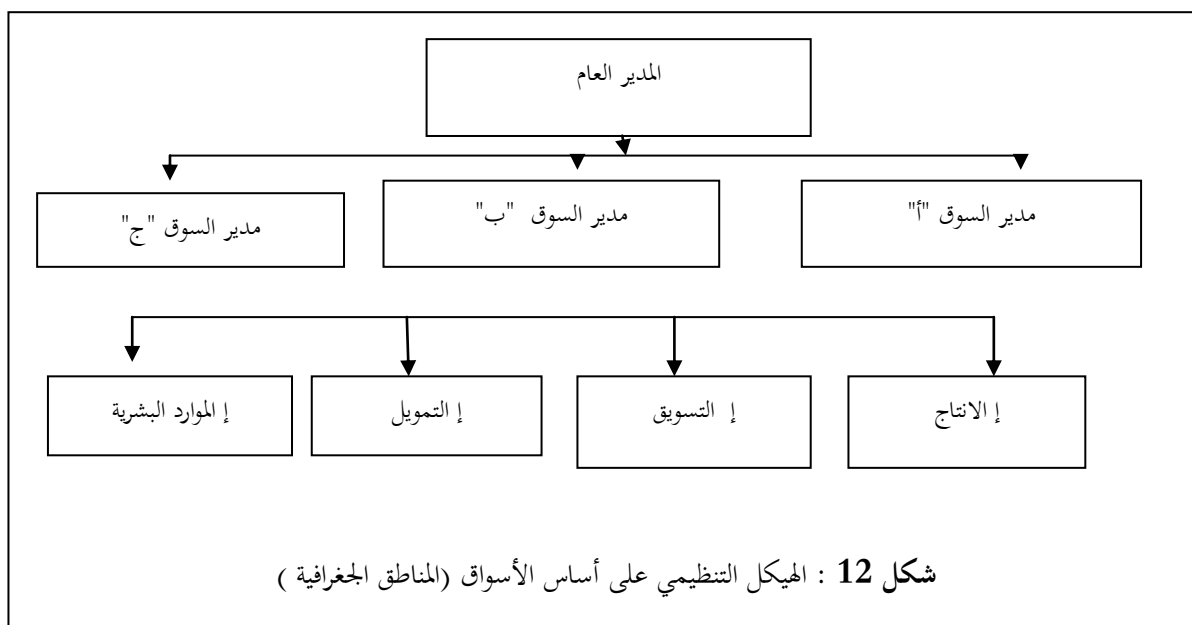 المدير العام
مدير السوق "أ"
مدير السوق "ب"
مدير السوق "ج"
إ الانتاج
إ التسويق
إ التمويل
إ الموارد البشرية
شكل 12 : الهيكل التنظيمي على أساس الأسواق (المناطق الجغرافية )